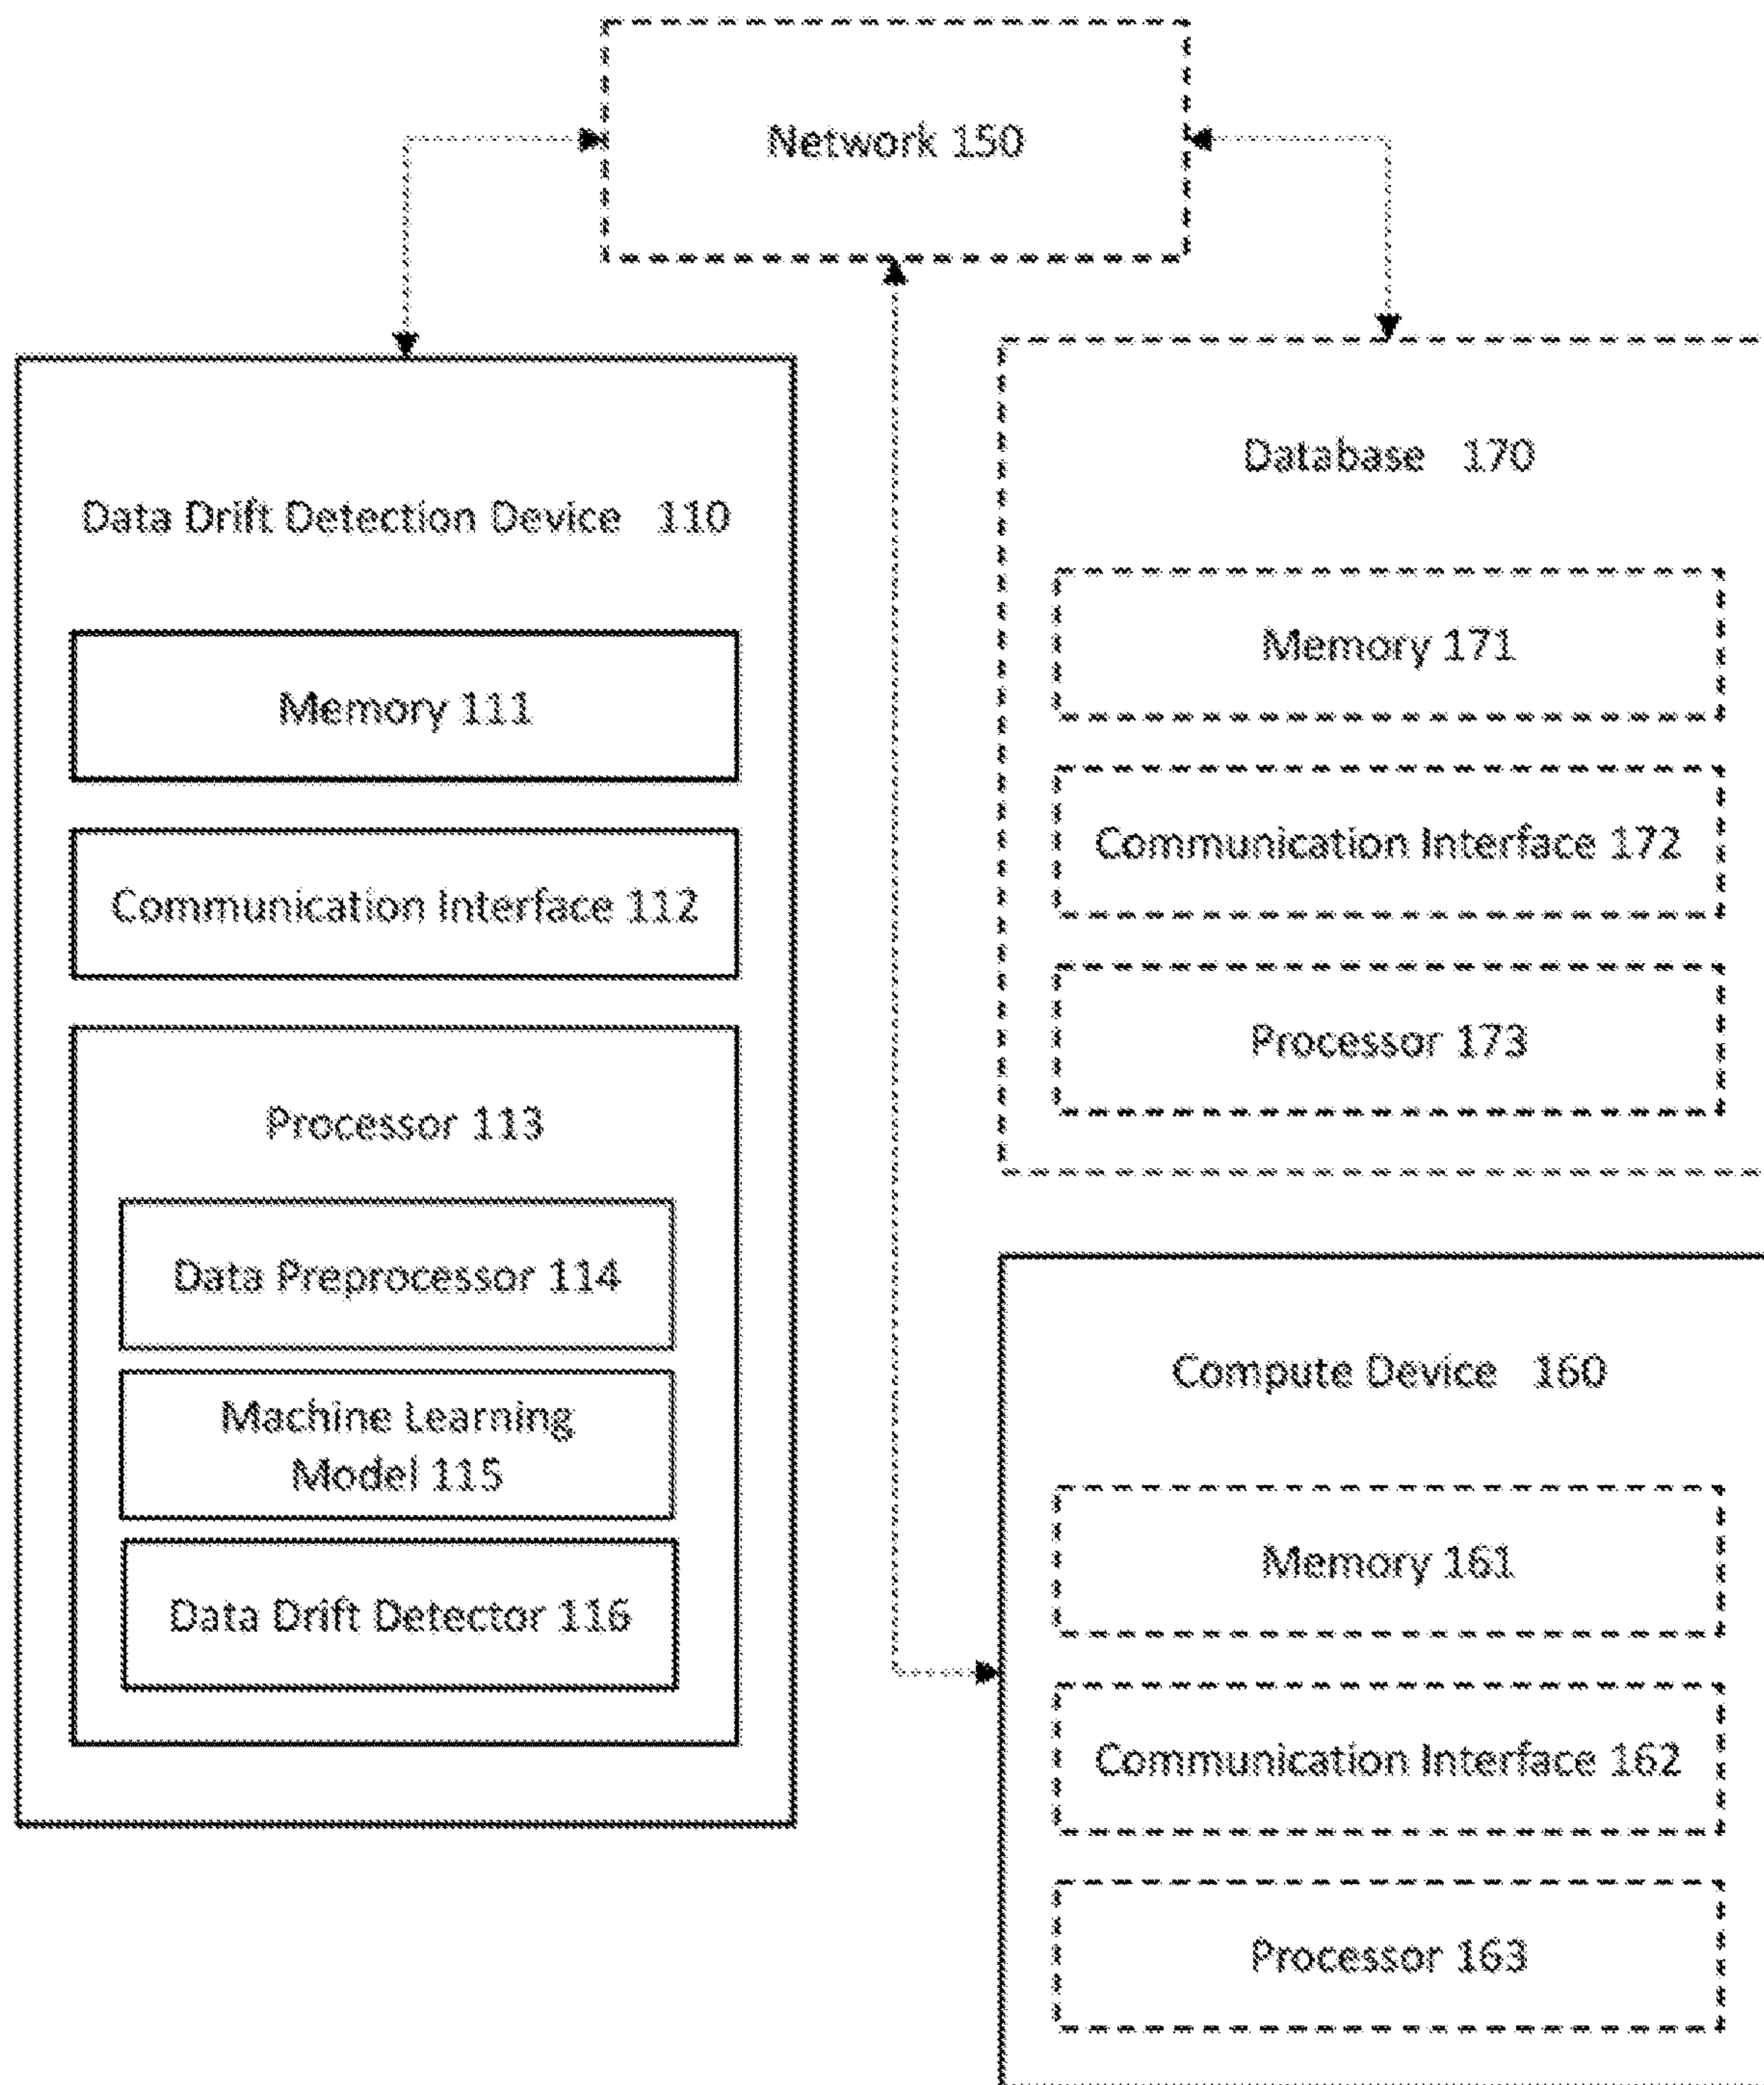 Network 150
Data Drift Detection Device 110
Memory 111
Communication Interface 112
Processor 113
Data Preprocessor 114
Machine Learning
Model 115
Data Drift Detector 116
Database 170
Memory 171
Communication Interface 172
Processor 173
Compute Device 160
Memory 161
Communication Interface 162
Processor 163